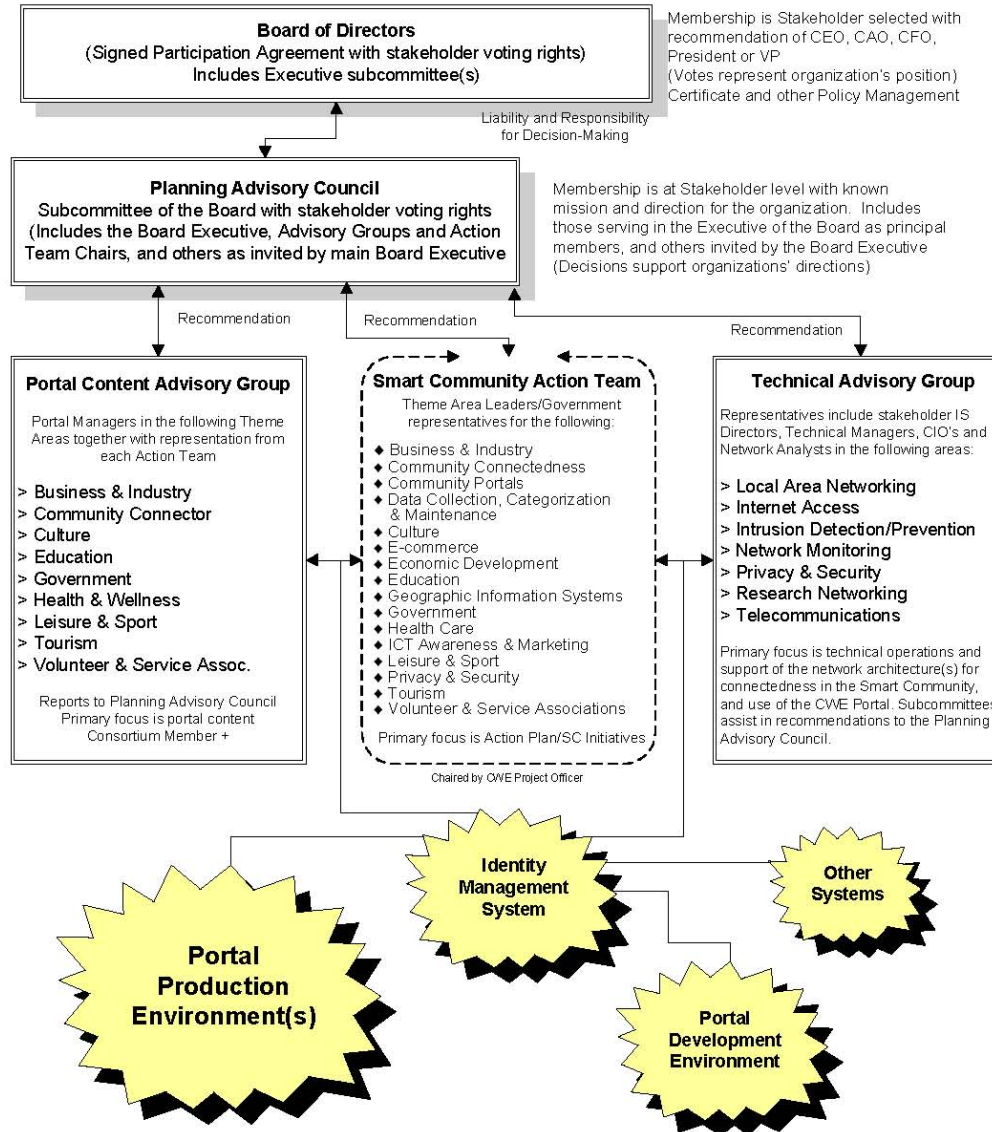 Board of Directors
(Signed Participation Agreement with stakeholder voting rights)
Includes Executive subcommittee(s)
Membership is Stakeholder selected with
recommendation of CEO, CAO, CFO,
President or VP
(Votes represent organization's position)
Certificate and other Policy Management
Liability and Responsibility
for Decision-Making
Planning Advisory Council
Subcommittee of the Board with stakeholder voting rights
(Includes the Board Executive, Advisory Groups and Action
Team Chairs, and others as invited by main Board Executive
Membership is at Stakeholder level with known
mission and direction for the organization. Includes
those serving in the Executive of the Board as principal
members, and others invited by the Board Executive
(Decisions support organizations' directions)
Recommendation
Recommendation
Recommendation
Portal Content Advisory Group
Portal Managers in the following Theme
Areas together with representation from
each Action Team
> Business & Industry
> Community Connector
> Culture
> Education
> Government
> Health & Wellness
> Leisure & Sport
> Tourism
> Volunteer & Service Assoc.
Reports to Planning Advisory Council
Primary focus is portal content
Consortium Member +
Smart Community Action Team
Theme Area Leaders/Government
representatives for the following:
◆ Business & Industry
◆ Community Connectedness
◆ Community Portals
◆ Data Collection, Categorization
& Maintenance
◆ Culture
◆ E-commerce
◆ Economic Development
◆ Education
◆ Geographic Information Systems
◆ Government
◆ Health Care
◆ ICT Awareness & Marketing
◆ Leisure & Sport
◆ Privacy & Security
◆ Tourism
◆ Volunteer & Service Associations
Primary focus is Action Plan/SC Initiatives
Chaired by CWE Project Officer
Technical Advisory Group
Representatives include stakeholder IS
Directors, Technical Managers, CIO's and
Network Analysts in the following areas:
> Local Area Networking
> Internet Access
> Intrusion Detection/Prevention
> Network Monitoring
> Privacy & Security
> Research Networking
> Telecommunications
Primary focus is technical operations and
support of the network architecture(s) for
connectedness in the Smart Community,
and use of the CWE Portal. Subcommittees
assist in recommendations to the Planning
Advisory Council.
Identity
Management
System
Other
Systems
Portal
Production
Environment(s)
Portal
Development
Environment